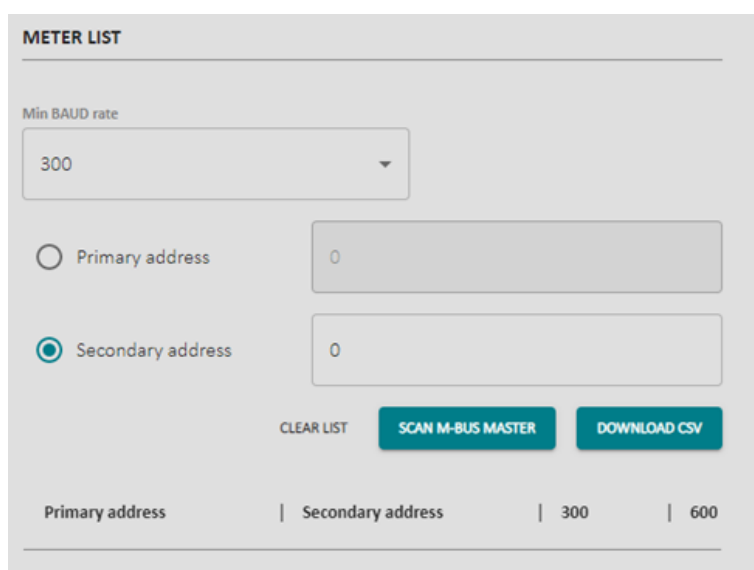 METER LIST
Min BAUD rate
300
Primary address 0
Secondary address 0
CLEAR LIST SCAN M-BUS MASTER DOWNLOAD CSV
Primary address | Secondary address | 300 | 600